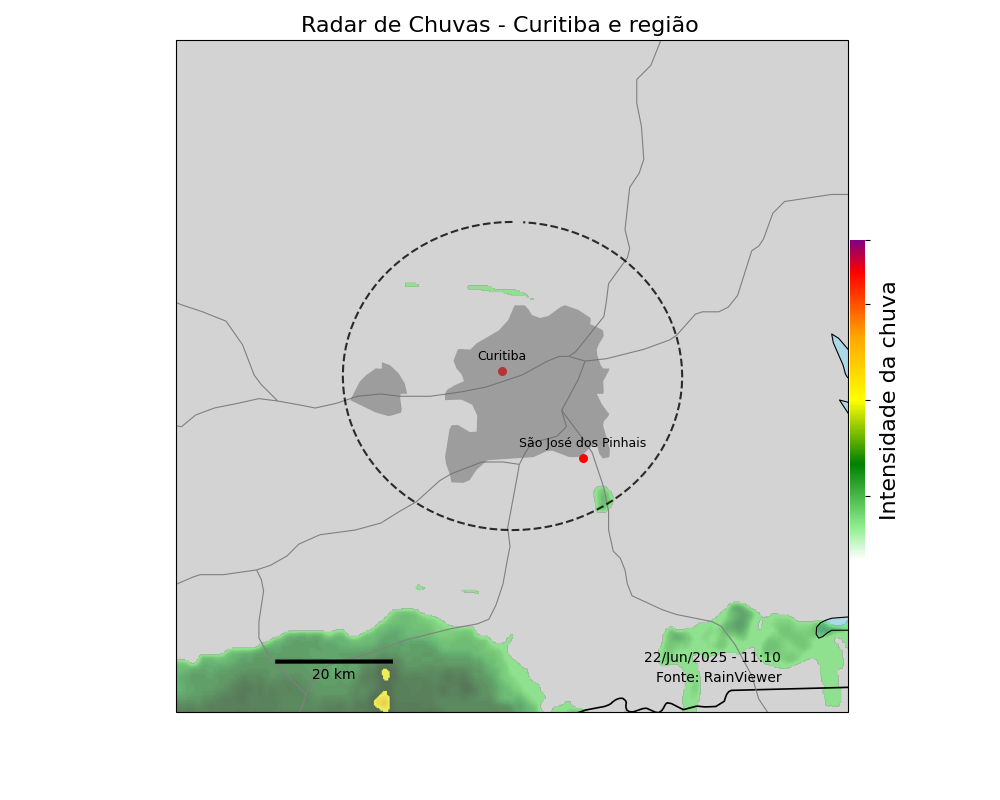 Radar de Chuvas - Curitiba e região
Curitiba
São José dos Pinhais
Intensidade da chuva
22/Jun/2025 - 11:10
20 km
Fonte: RainViewer